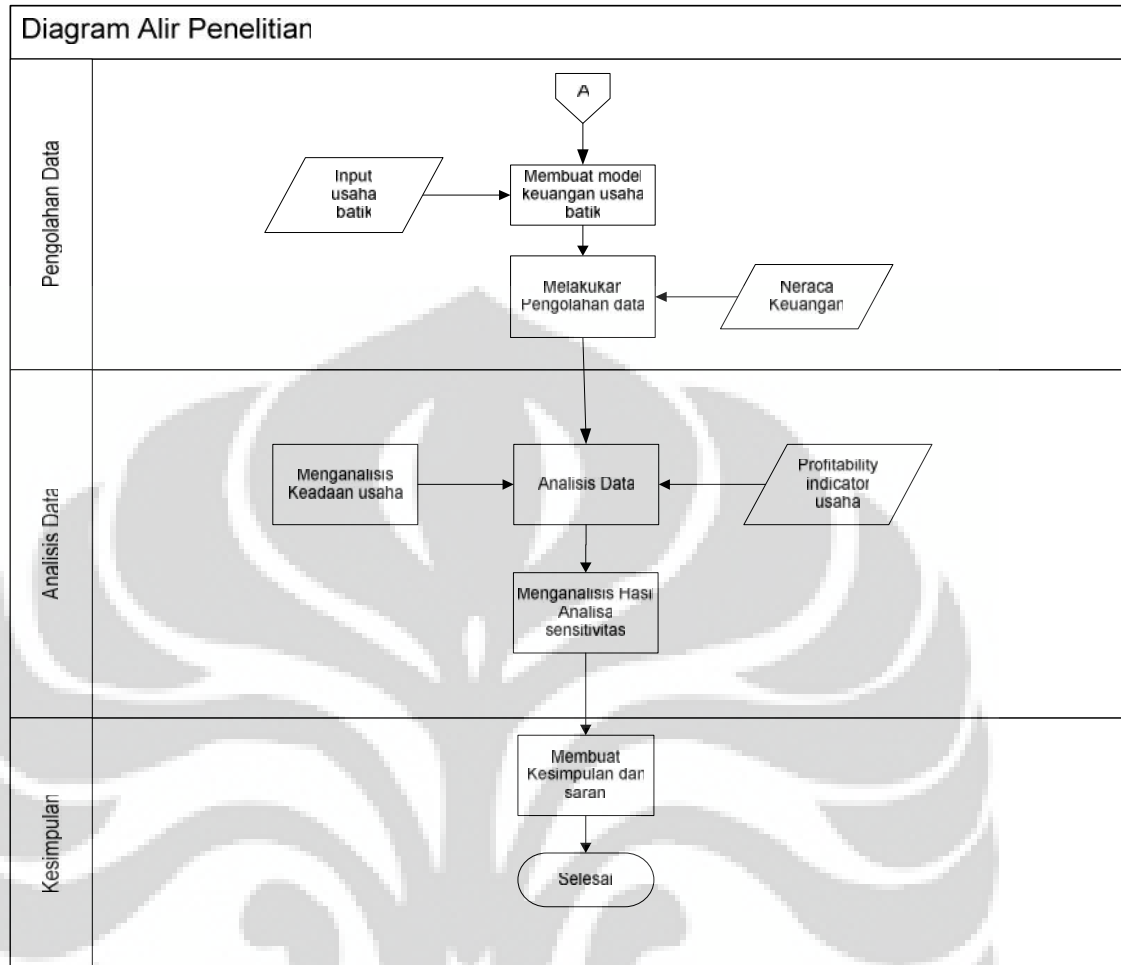 Diagram Alir Penelitian
Pengolahan Data
A
Input
usaha
batik
Membuat model
keuangan usaha
batik
Melakukar
Pengolahan data
Neraca
Keuangan
Analisis Data
Menganalisis
Keadaan usaha
Analisis Data
Profitability
indicator
usaha
Menganalisis Hasil
Analisa
sensitivitas
Kesimpulan
Membuat
Kesimpulan dan
saran
Selesai